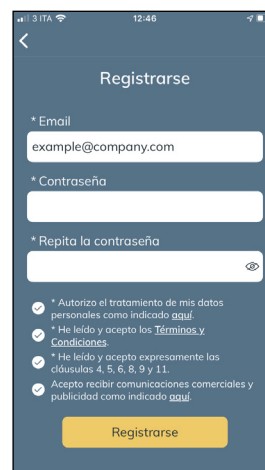 3 ITA
12:46
Registrarse
* Email
example@company.com
* Contraseña
* Repita la contraseña
* Autorizo el tratamiento de mis datos
personales como indicado aquí.
* He leído y acepto los Términos y
Condiciones.
* He leído y acepto expresamente las
cláusulas 4, 5, 6, 8, 9 y 11.
Acepto recibir comunicaciones comerciales y
publicidad como indicado aquí.
Registrarse